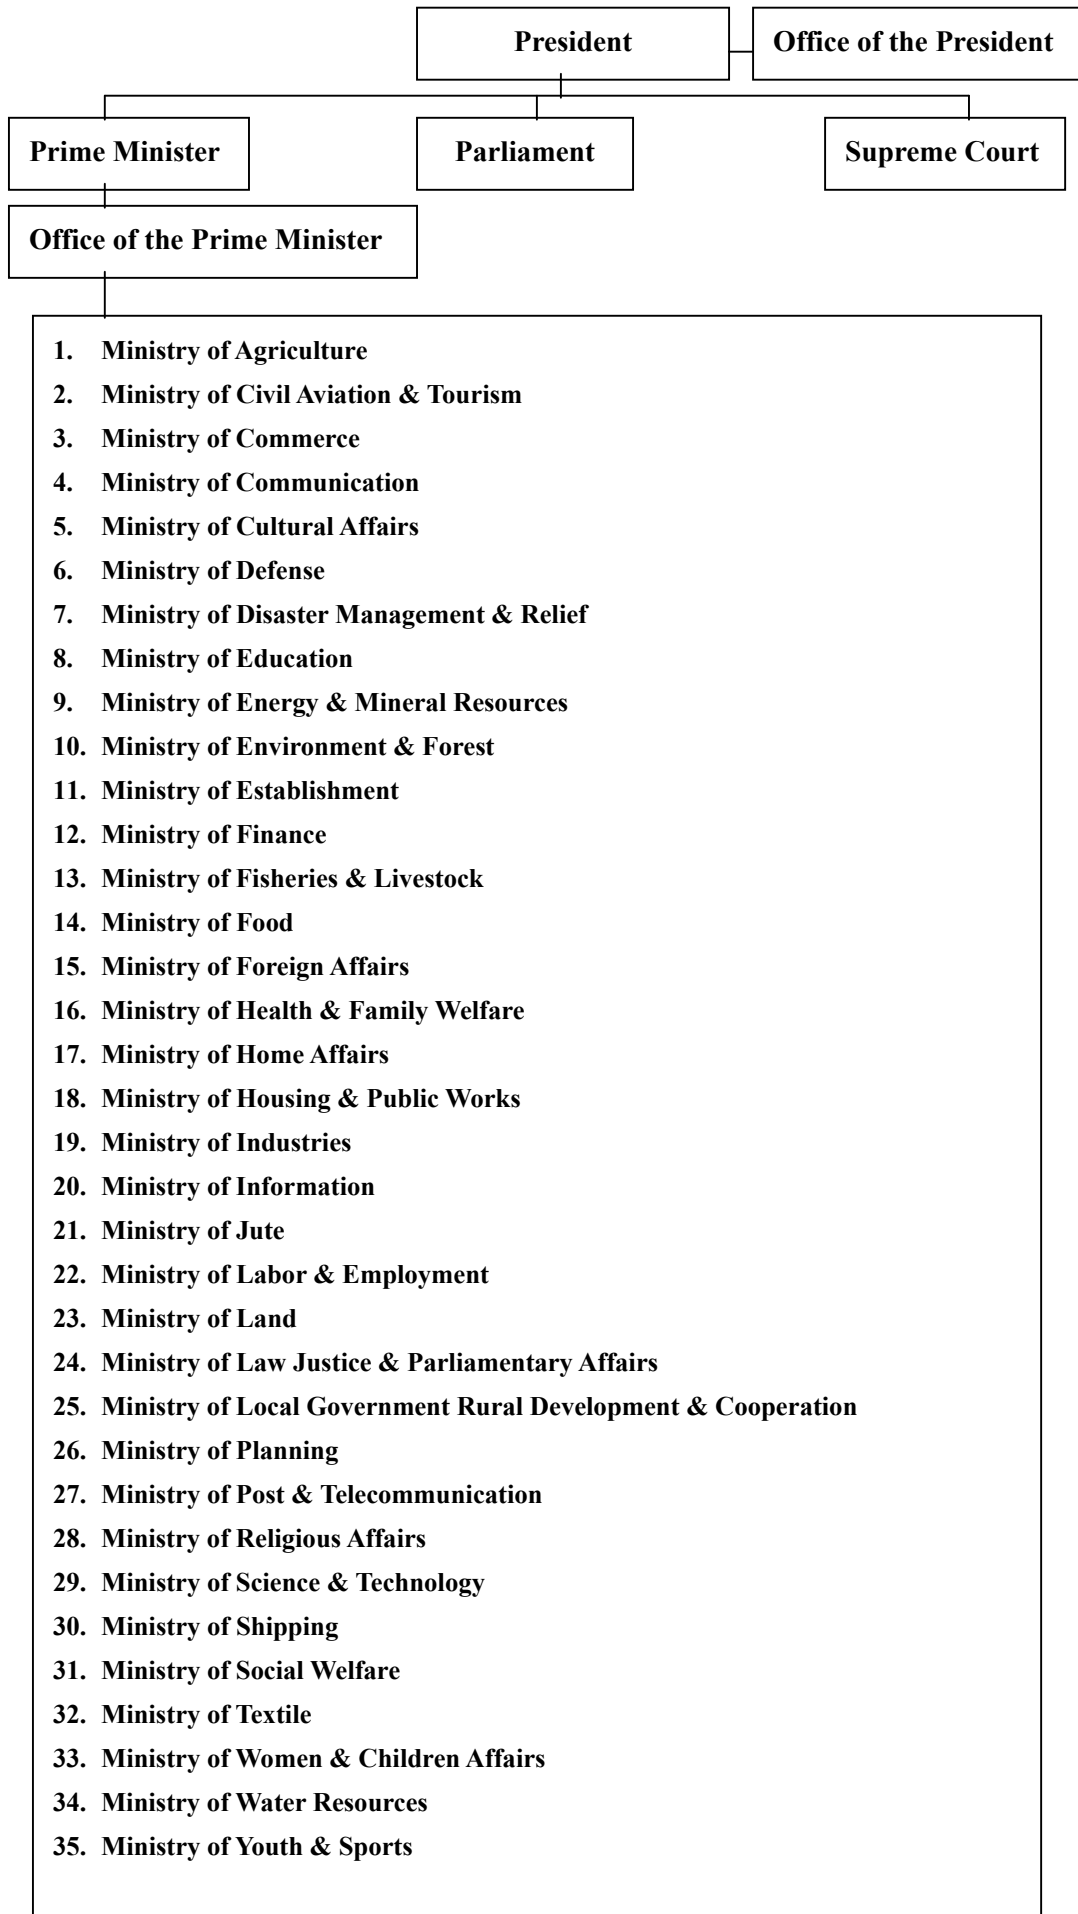 President
Office of the President
Prime Minister
Parliament
Supreme Court
Office of the Prime Minister
1. Ministry of Agriculture
2. Ministry of Civil Aviation & Tourism
3. Ministry of Commerce
4. Ministry of Communication
5. Ministry of Cultural Affairs
6. Ministry of Defense
7. Ministry of Disaster Management & Relief
8. Ministry of Education
9. Ministry of Energy & Mineral Resources
10. Ministry of Environment & Forest
11. Ministry of Establishment
12. Ministry of Finance
13. Ministry of Fisheries & Livestock
14. Ministry of Food
15. Ministry of Foreign Affairs
16. Ministry of Health & Family Welfare
17. Ministry of Home Affairs
18. Ministry of Housing & Public Works
19. Ministry of Industries
20. Ministry of Information
21. Ministry of Jute
22. Ministry of Labor & Employment
23. Ministry of Land
24. Ministry of Law Justice & Parliamentary Affairs
25. Ministry of Local Government Rural Development & Cooperation
26. Ministry of Planning
27. Ministry of Post & Telecommunication
28. Ministry of Religious Affairs
29. Ministry of Science & Technology
30. Ministry of Shipping
31. Ministry of Social Welfare
32. Ministry of Textile
33. Ministry of Women & Children Affairs
34. Ministry of Water Resources
35. Ministry of Youth & Sports